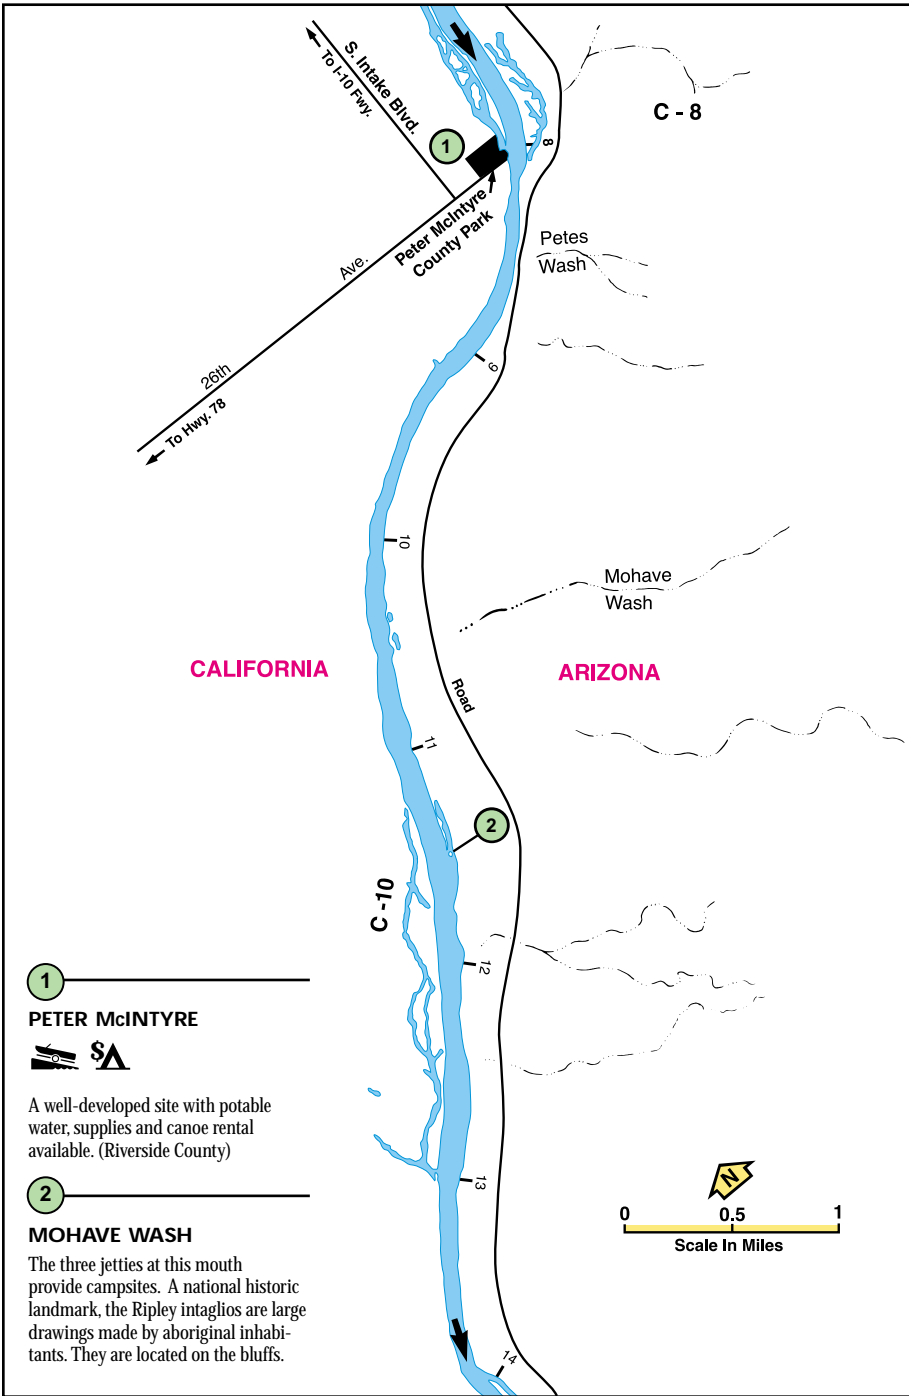 S. Intake Blvd.
To I-10 Fwy.
C - 8
1
8
Peter McIntyre
County Park
Petes
Wash
Ave.
26th
To Hwy. 78
9
10
Mohave
Wash
CALIFORNIA
ARIZONA
Road
11
2
C -10
12
1
PETER McINTYRE
$
A well-developed site with potable
water, supplies and canoe rental
available. (Riverside County)
2
MOHAVE WASH
The three jetties at this mouth
provide campsites. A national historic
landmark, the Ripley intaglios are large
drawings made by aboriginal inhabi-
tants. They are located on the bluffs.
13
N
0 0.5 1
Scale In Miles
14